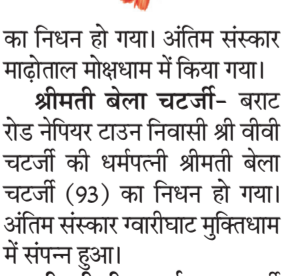 का निधन हो गया। अंतिम संस्कार
माढ़ोताल मोक्षधाम में किया गया।
श्रीमती बेला चटर्जी– बराट
रोड नेपियर टाउन निवासी श्री वीवी
चटर्जी की धर्मपत्नी श्रीमती बेला
चटर्जी (93) का निधन हो गया।
अंतिम संस्कार ग्वारीघाट मुक्तिधाम
में संपन्न हुआ।